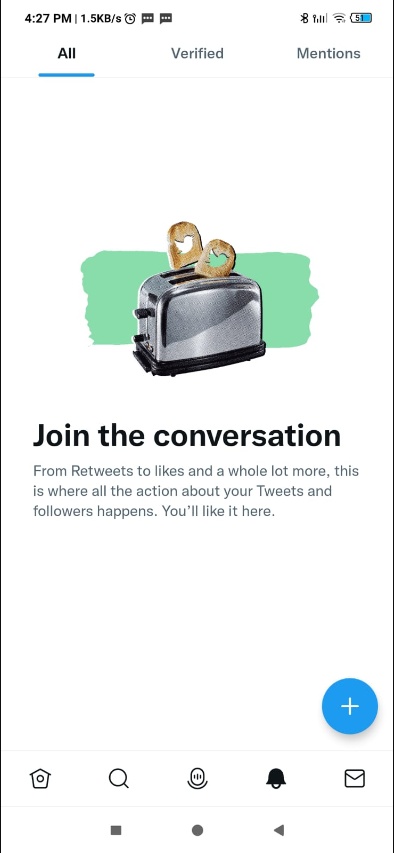 4:27 PM | 1.5KB/s
51
All
Verified
Mentions
Join the conversation
From Retweets to likes and a whole lot more, this
is where all the action about your Tweets and
followers happens. You’ll like it here.